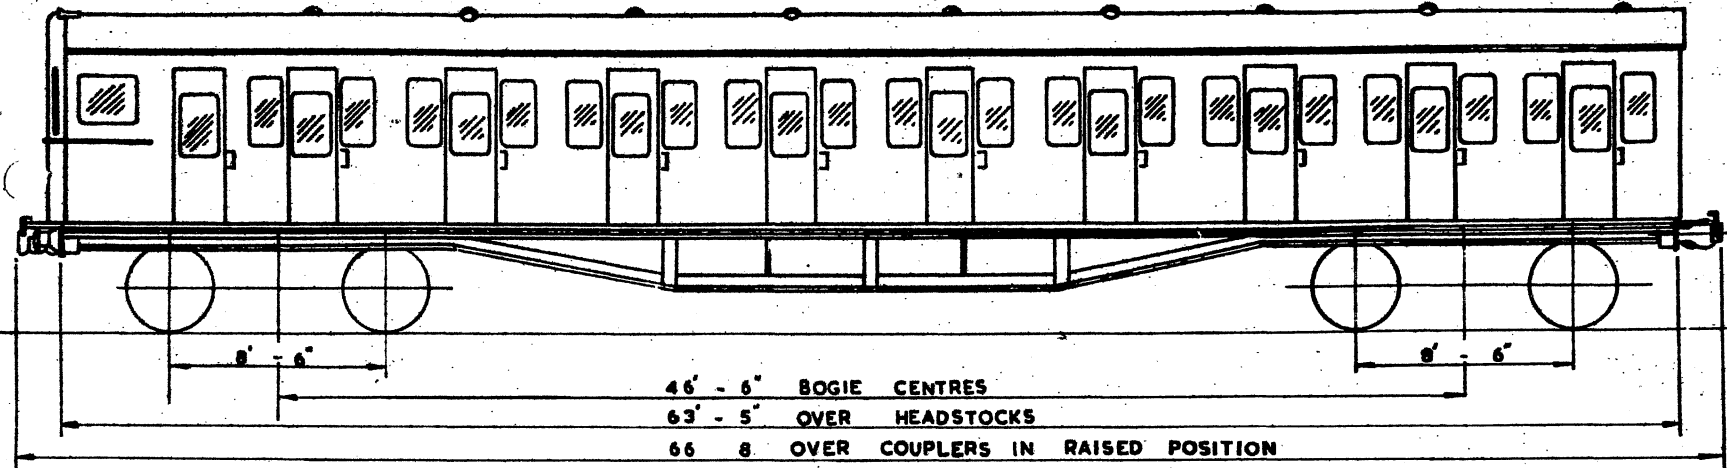 8' - 6"
8' - 6"
46' - 6" BOGIE CENTRES
63' - 5" OVER HEADSTOCKS
66 8 OVER COUPLERS IN RAISED POSITION